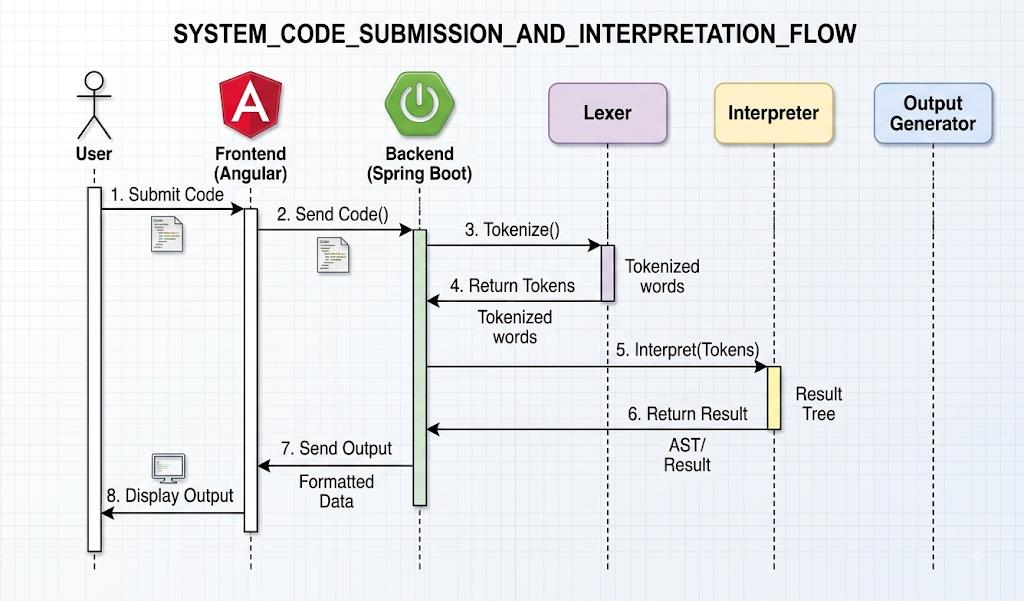 SYSTEM_CODE_SUBMISSION_AND_INTERPRETATION_FLOW
User
Frontend
(Angular)
Backend
(Spring Boot)
Lexer
Interpreter
Output
Generator
1. Submit Code
2. Send Code()
3. Tokenize()
Tokenized
words
4. Return Tokens
Tokenized
words
5. Interpret(Tokens)
Result
Tree
6. Return Result
AST/
Result
7. Send Output
Formatted
Data
8. Display Output